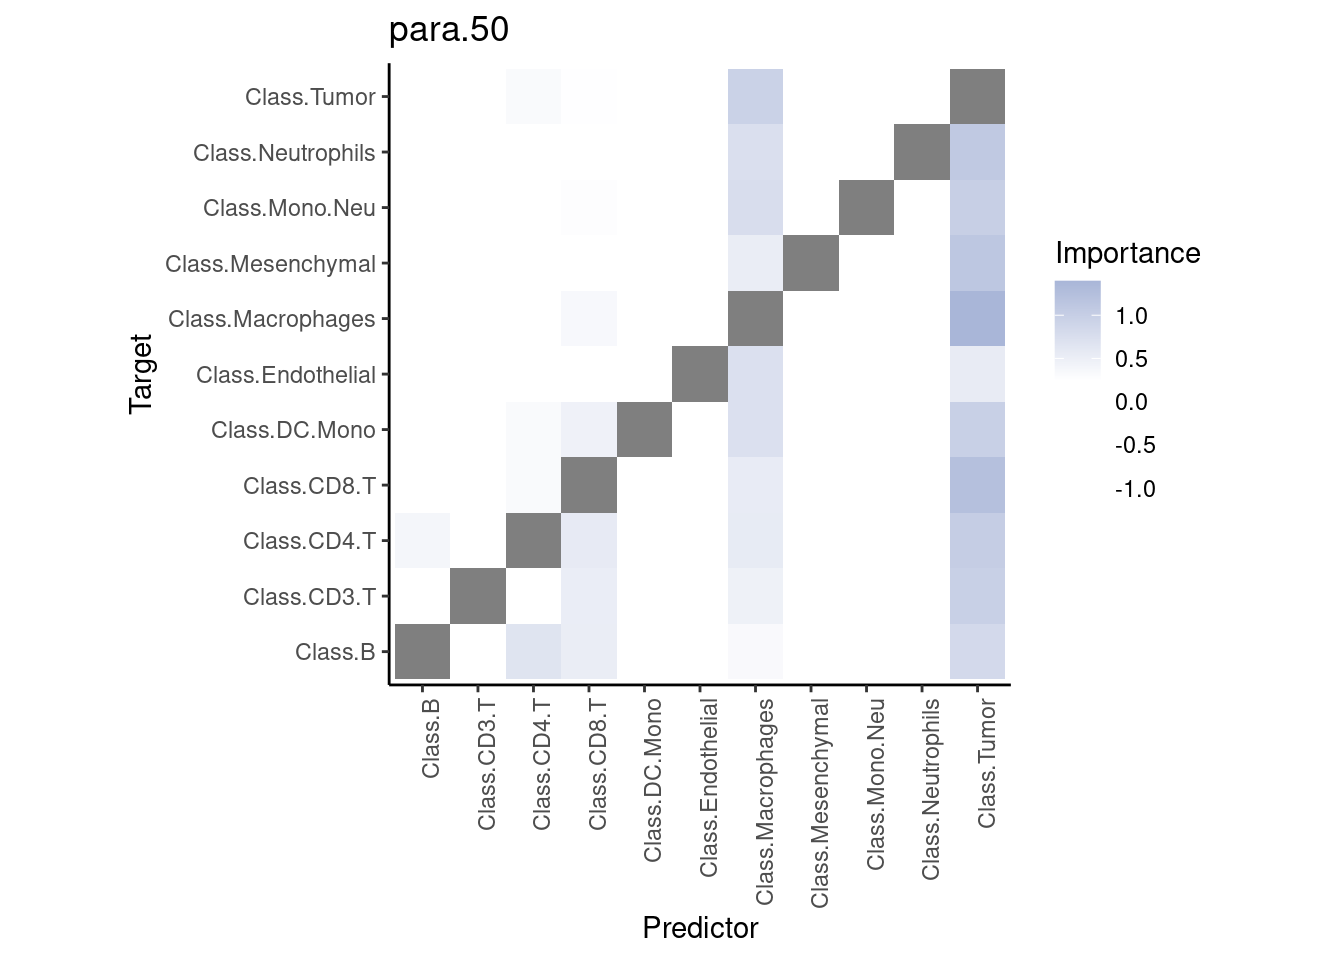 para.50
Class.Tumor
Class.Neutrophils
Class.Mono.Neu
Class.Mesenchymal
Class.Macrophages
Class.Endothelial
Class.DC.Mono
Class.CD8.T
Class.CD4.T
Class.CD3.T
Class.B
Target
Class.B
Class.CD3.T
Class.CD4.T
Class.CD8.T
Class.DC.Mono
Class.Endothelial
Class.Macrophages
Class.Mesenchymal
Class.Mono.Neu
Class.Neutrophils
Class.Tumor
Predictor
Importance
1.0
0.5
0.0
-0.5
-1.0